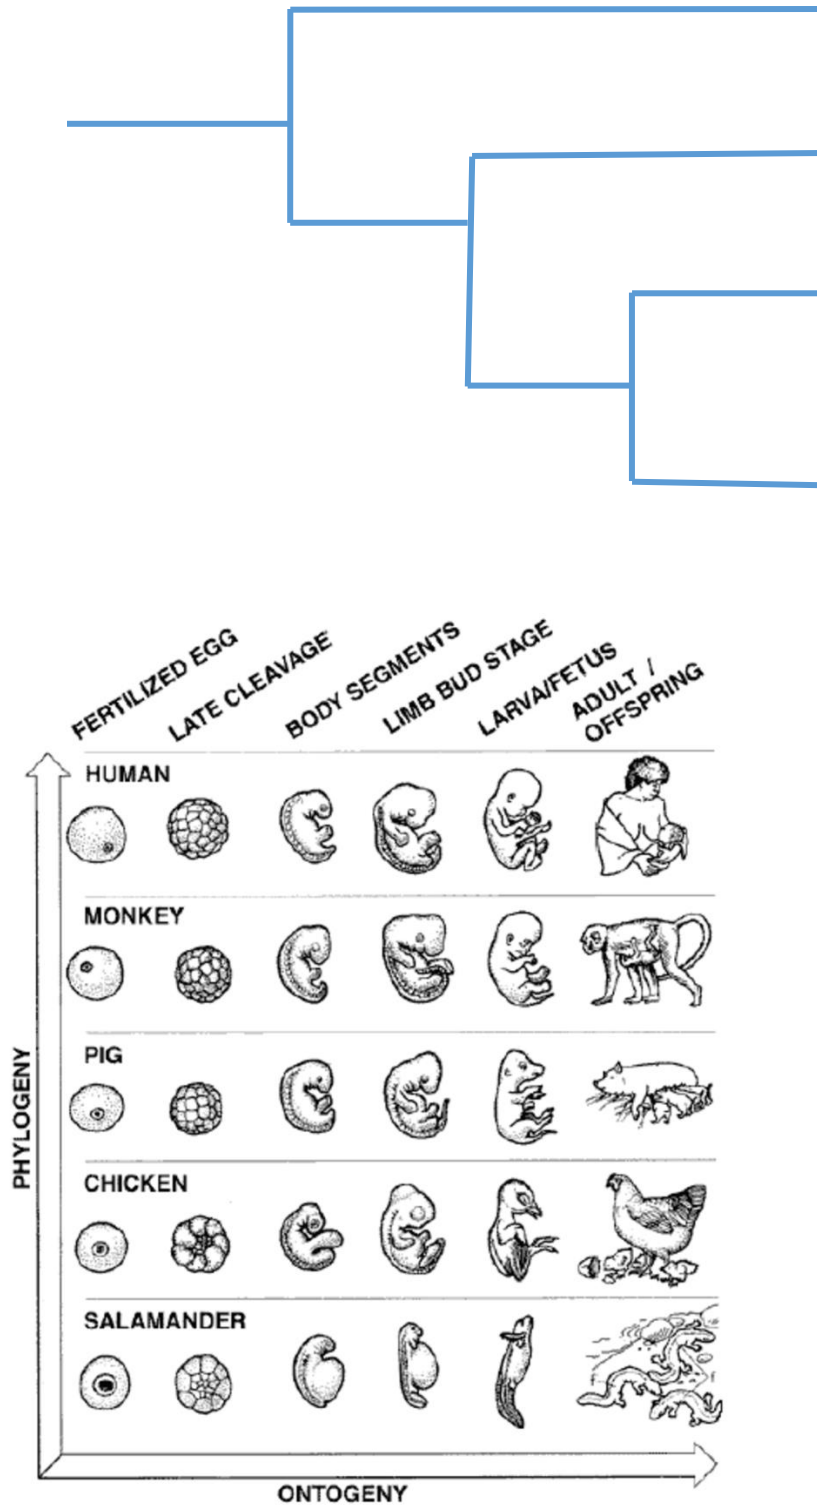 FERTILIZED EGG
LATE CLEAVAGE
BODY SEGMENTS
LIMB BUD STAGE
LARVA/FETUS
ADULT /
OFFSPRING
HUMAN
MONKEY
PIG
CHICKEN
SALAMANDER
PHYLOGENY
ONTOGENY